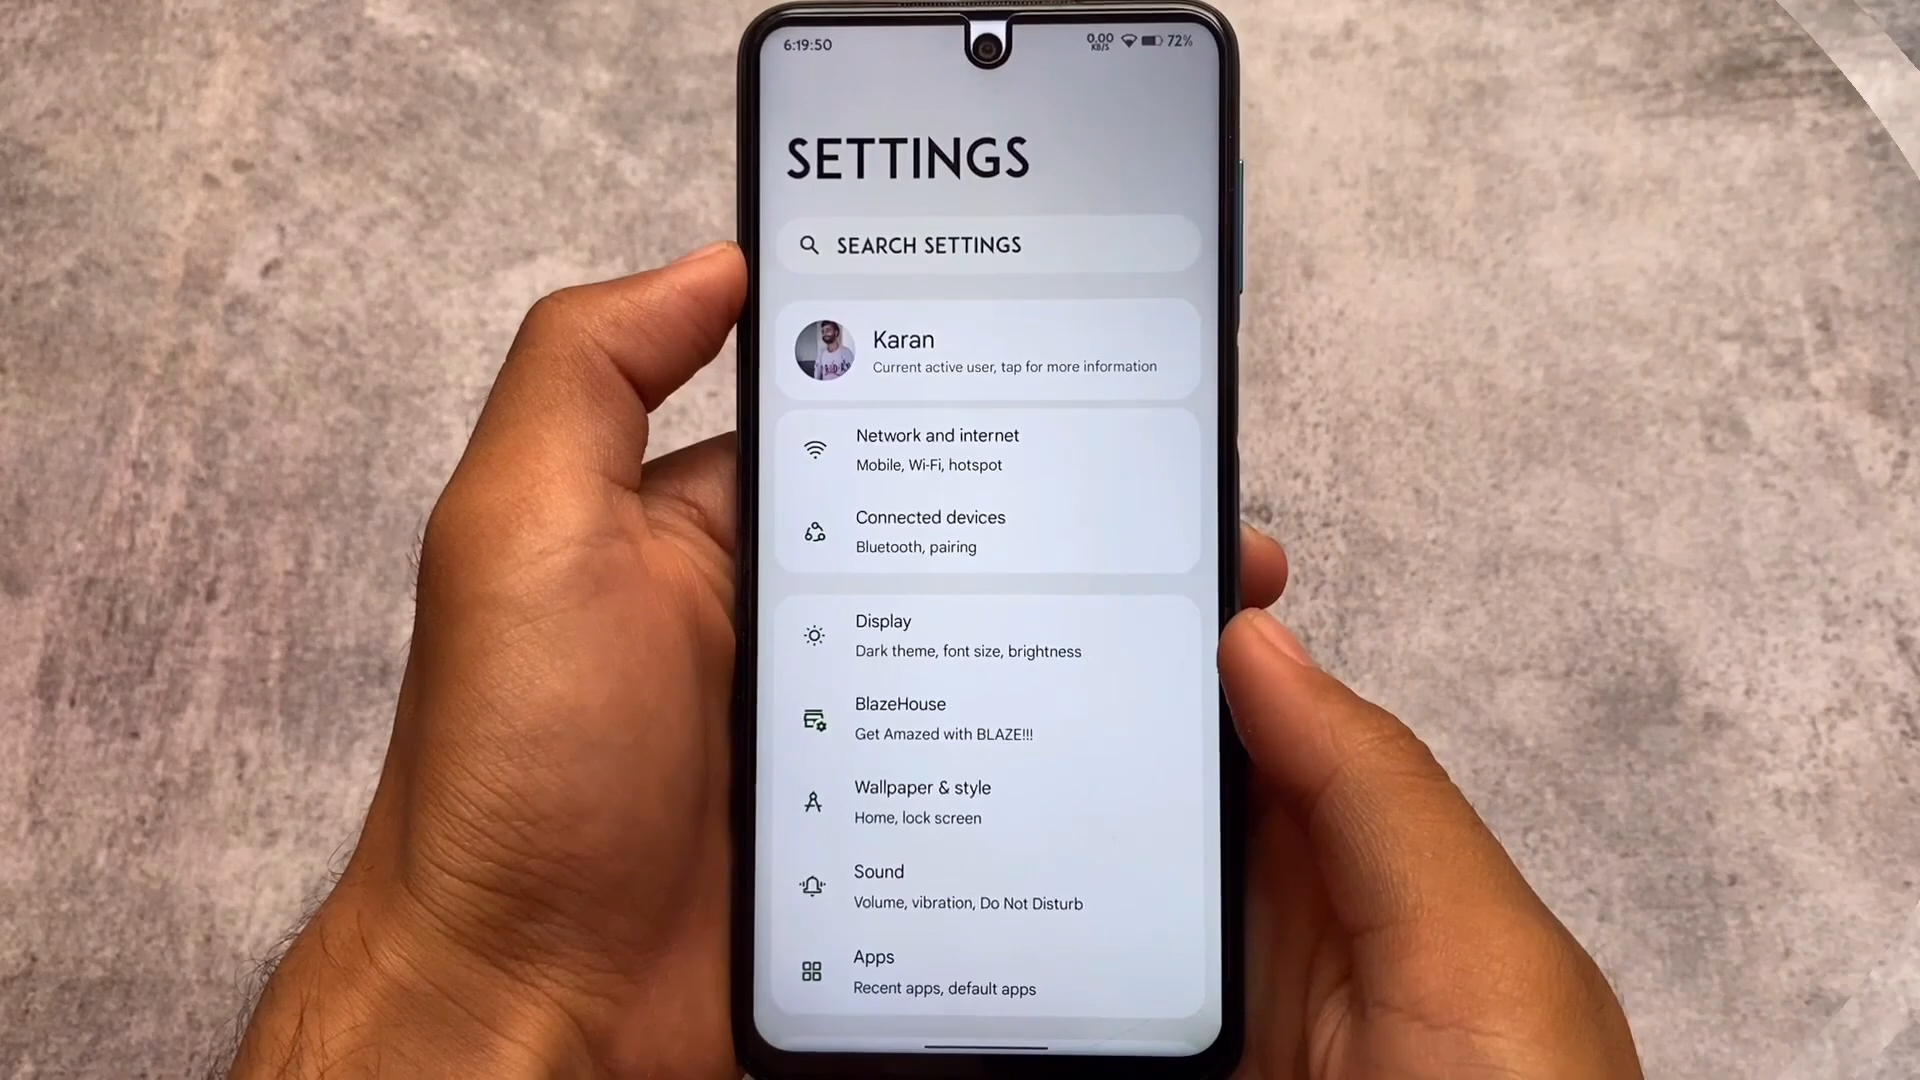 6:19:50
0.00
KB/S
72%
SETTINGS
SEARCH SETTINGS
Karan
Current active user, tap for more information
Network and internet
Mobile, Wi-Fi, hotspot
Connected devices
Bluetooth, pairing
Display
Dark theme, font size, brightness
BlazeHouse
Get Amazed with BLAZE!!!
Wallpaper & style
Home, lock screen
Sound
Volume, vibration, Do Not Disturb
Apps
Recent apps, default apps